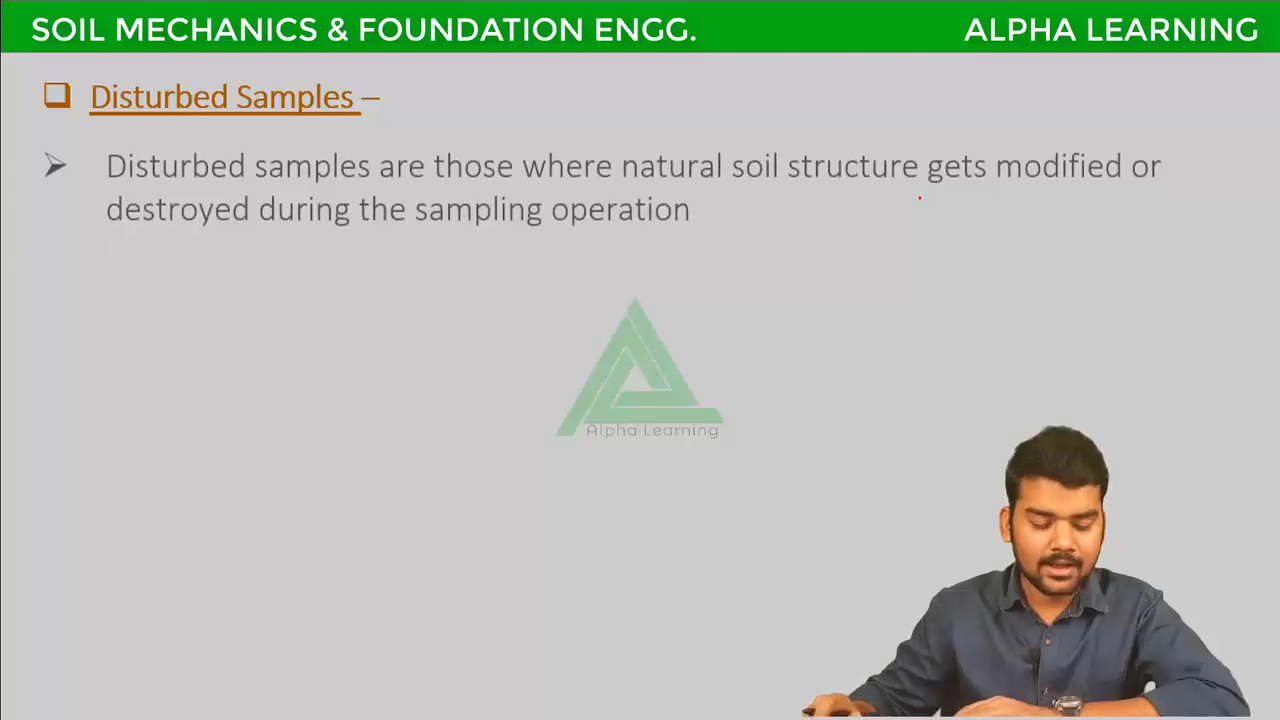 SOIL MECHANICS & FOUNDATION ENGG.
ALPHA LEARNING
Disturbed Samples –
Disturbed samples are those where natural soil structure gets modified or
destroyed during the sampling operation
Alpha Learning